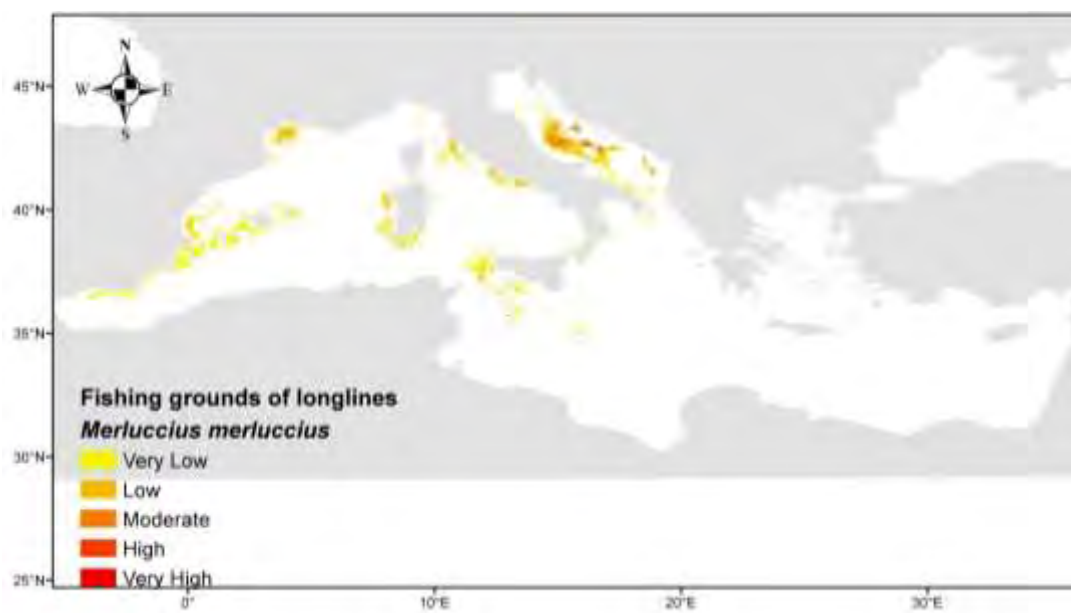 N
W E
S
45°N
40°N
35°N
30°N
25°N
Fishing grounds of longlines
Merluccius merluccius
Very Low
Low
Moderate
High
Very High
0° 10°E 20°E 30°E